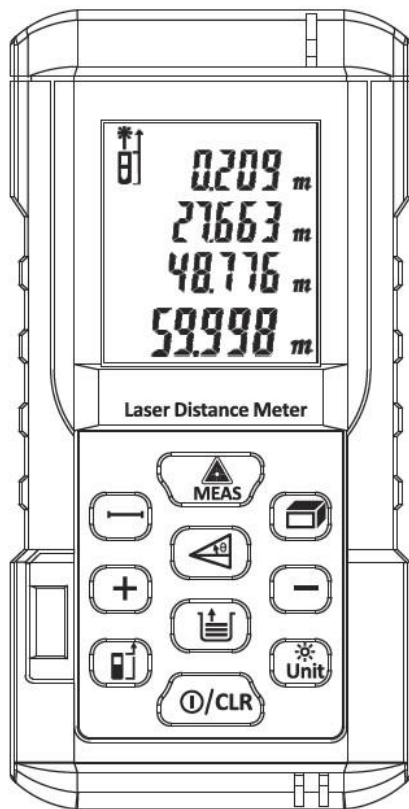 0.209 m
27.663 m
48.776 m
59.998 m
Laser Distance Meter
MEAS
θ
+
−
Unit
/CLR